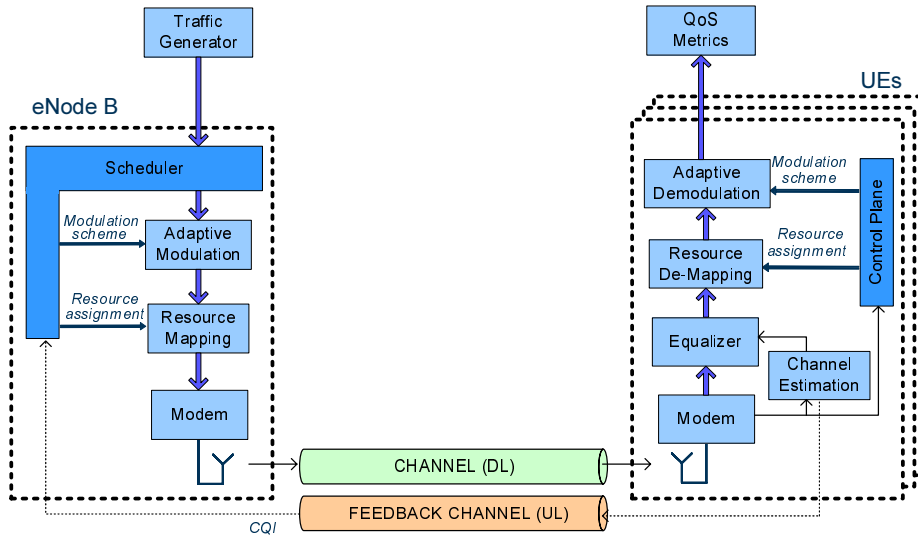 Traffic
Generator
QoS
Metrics
eNode B
UEs
Scheduler
Modulation
scheme
Adaptive
Modulation
Resource
assignment
Resource
Mapping
Modem
Adaptive
Demodulation
Modulation
scheme
Control Plane
Resource
De-Mapping
Resource
assignment
Equalizer
Channel
Estimation
Modem
CHANNEL (DL)
FEEDBACK CHANNEL (UL)
CQI